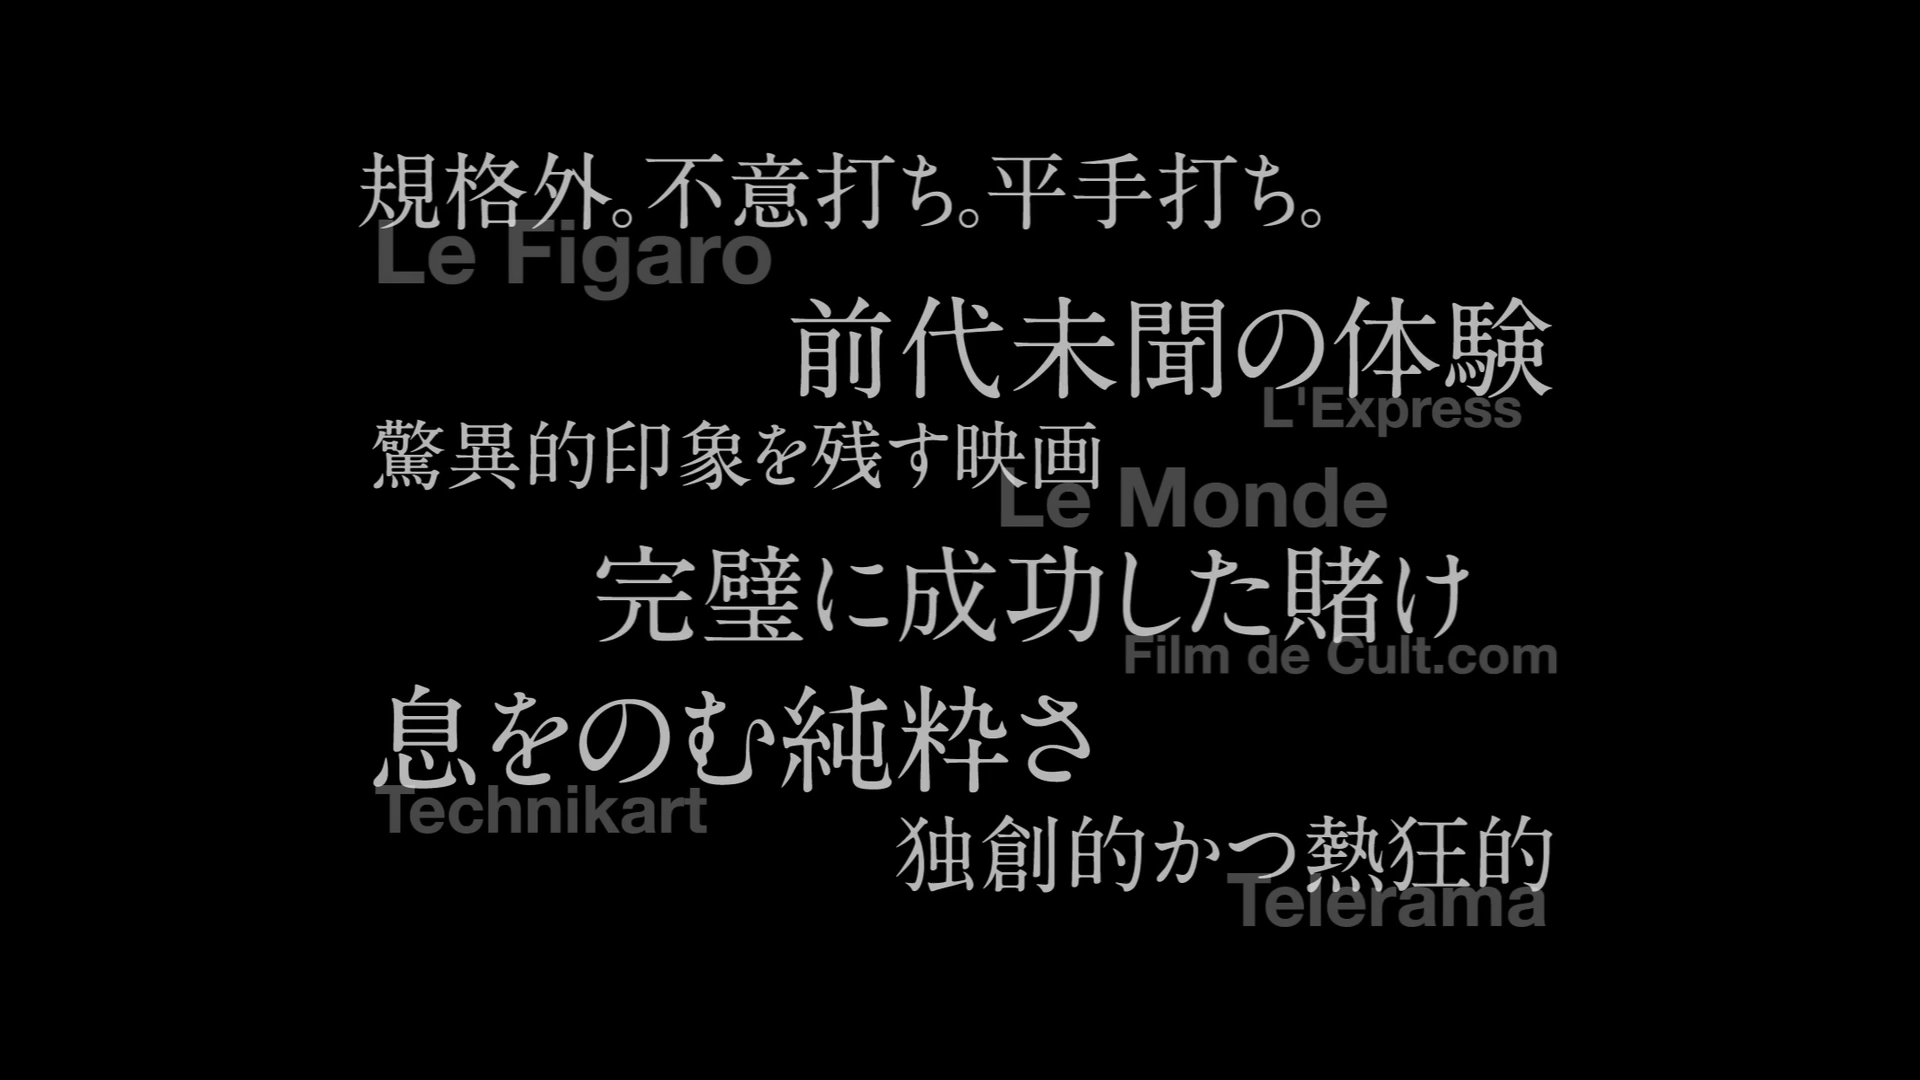 規格外。不意打ち。平手打ち。
Le Figaro
前代未聞の体験
L'Express
驚異的印象を残す映画
Le Monde
完璧に成功した賭け
Film de Cult.com
息をのむ純粋さ
Technikart
独創的かつ熱狂的
Telerama